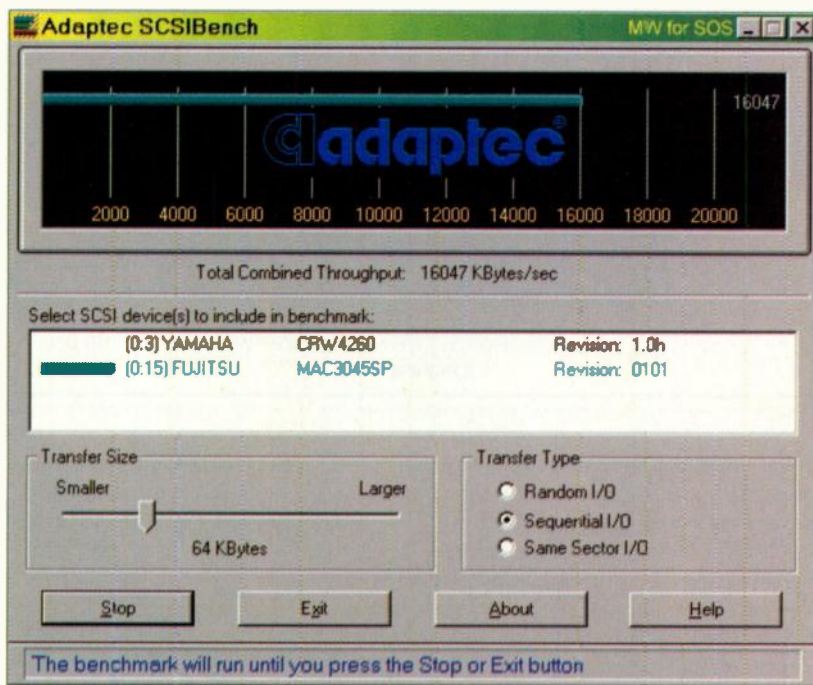 Adaptec SCSIBench MW for SOS
16047
adaptec®
2000 4000 6000 8000 10000 12000 14000 16000 18000 20000
Total Combined Throughput: 16047 KBytes/sec
Select SCSI device(s) to include in benchmark:
(0:3) YAMAHA CRW4260 Revision: 1.0h
(0:15) FUJITSU MAC3045SP Revision: 0101
Transfer Size
Smaller Larger
64 KBytes
Transfer Type
Random I/O
Sequential I/O
Same Sector I/O
Stop Exit About Help
The benchmark will run until you press the Stop or Exit button